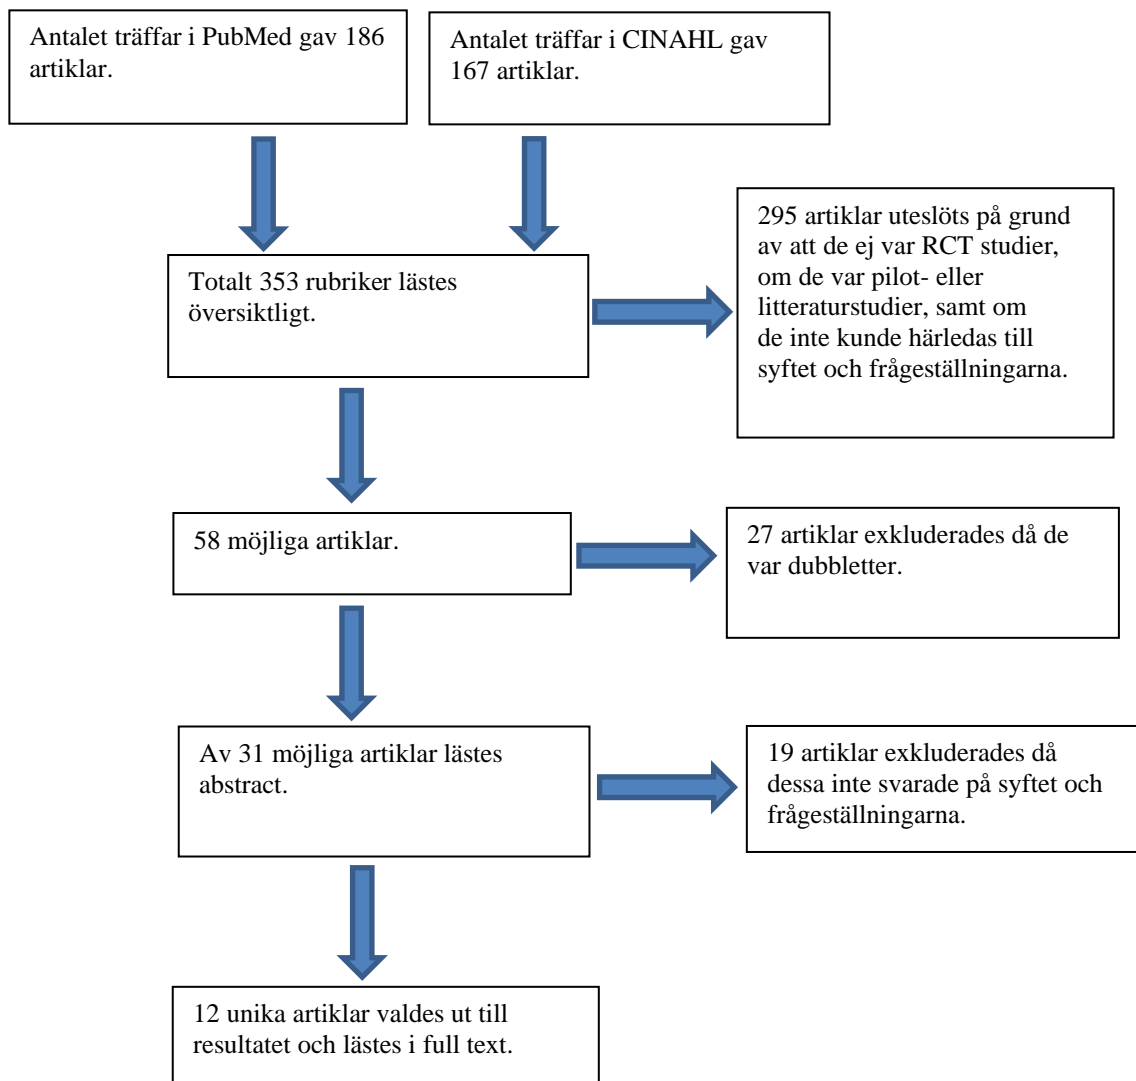 Antalet träffar i PubMed gav 186
artiklar.
Antalet träffar i CINAHL gav
167 artiklar.
295 artiklar uteslöts på grund
av att de ej var RCT studier,
om de var pilot- eller
litteraturstudier, samt om
de inte kunde härledas till
syftet och frågeställningarna.
Totalt 353 rubriker lästes
översiktligt.
58 möjliga artiklar.
27 artiklar exkluderades då de
var dubbletter.
Av 31 möjliga artiklar lästes
abstract.
19 artiklar exkluderades då
dessa inte svarade på syftet och
frågeställningarna.
12 unika artiklar valdes ut till
resultatet och lästes i full text.